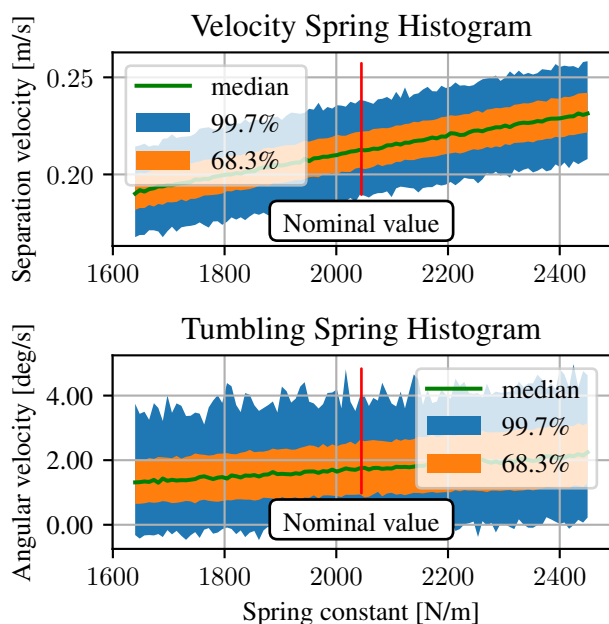 Velocity Spring Histogram
Separation velocity [m/s]
0.25
0.20
median
99.7%
68.3%
Nominal value
1600 1800 2000 2200 2400
Tumbling Spring Histogram
Angular velocity [deg/s]
4.00
2.00
0.00
median
99.7%
68.3%
Nominal value
1600 1800 2000 2200 2400
Spring constant [N/m]